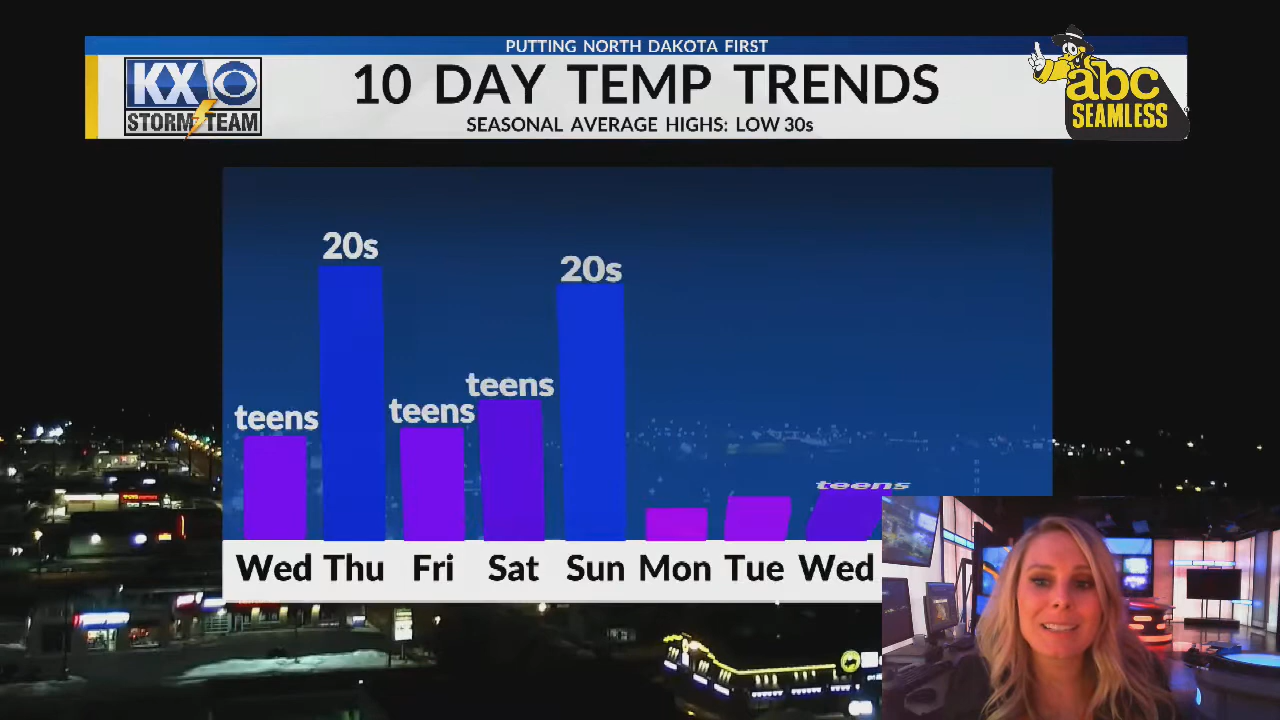 PUTTING NORTH DAKOTA FIRST
KX
STORM TEAM
10 DAY TEMP TRENDS
SEASONAL AVERAGE HIGHS: LOW 30s
abc
SEAMLESS
20s
20s
teens
teens
teens
teens
Wed Thu Fri Sat Sun Mon Tue Wed